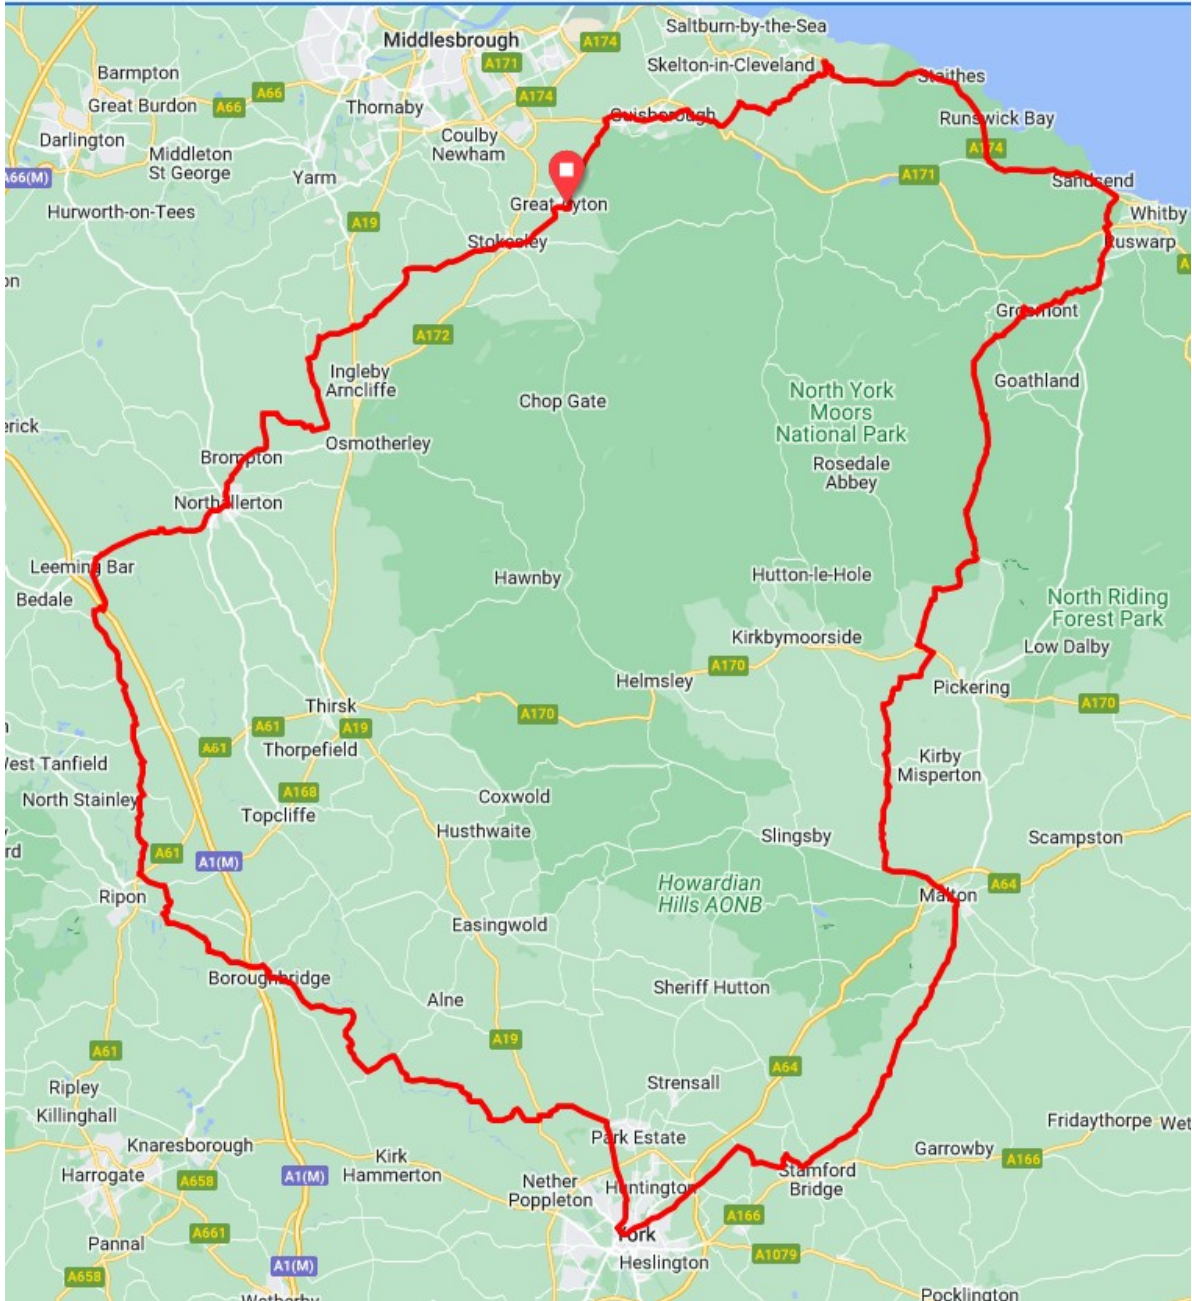 Saltburn-by-the-Sea
Middlesbrough
A174
Barmpton
A171
Skelton-in-Cleveland
Staithes
A66
Great Burdon
A66
Thornaby
A174
Guisborough
Runswick Bay
Darlington
Coulby
Newham
A174
Middleton
St George
A66(M)
Yarm
A171
Sandsend
Hurworth-on-Tees
Great Ayton
Whitby
A19
Stokesley
Ruswarp
on
Grosmont
A172
Ingleby
Arncliffe
Goathland
Chop Gate
North York
Moors
National Park
erick
Osmotherley
Brompton
Rosedale
Abbey
Northallerton
Leeming Bar
Hawnby
Hutton-le-Hole
Bedale
North Riding
Forest Park
Kirkbymoorside
Low Dalby
A170
Helmsley
Pickering
Thirsk
A170
A170
A61
A19
A61
Thorpefield
West Tanfield
Kirby
Misperton
North Stainley
A168
Coxwold
Topcliffe
Husthwaite
Slingsby
Scampston
rd
A61
A1(M)
Howardian
Hills AONB
A64
Ripon
Malton
Easingwold
Boroughbridge
Sheriff Hutton
Alne
A19
A61
A64
Ripley
Strensall
Killinghall
Fridaythorpe
Wet
Park Estate
Knaresborough
Kirk
Hammerton
Garrowby
A166
Harrogate
A658
A1(M)
Nether
Poppleton
Huntington
Stamford
Bridge
A166
A661
York
Pannal
A1079
A1(M)
Heslington
A658
Wetherby
Pocklington